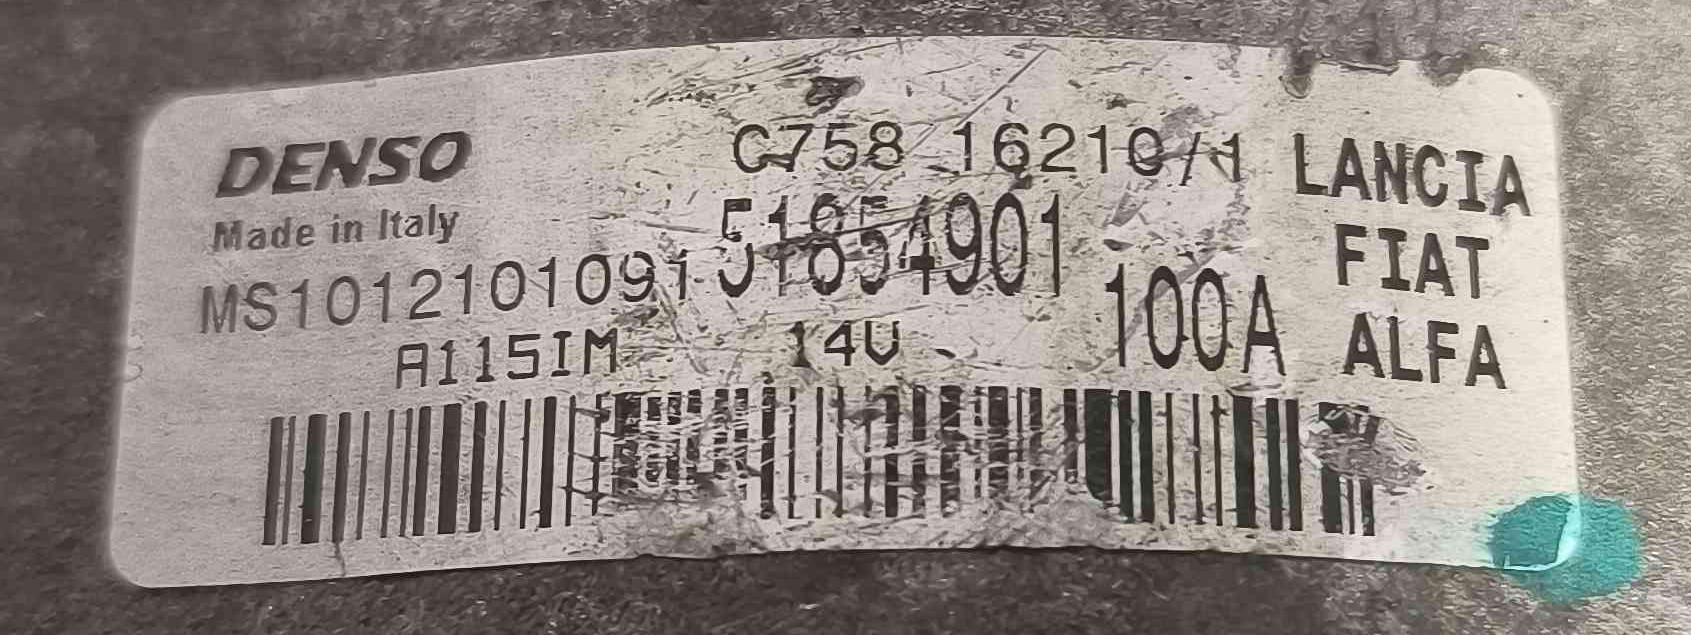 DENSO
Made in Italy
MS1012101091
A115IM
C758 16210/1
51854901
14V
100A
LANCIA
FIAT
ALFA